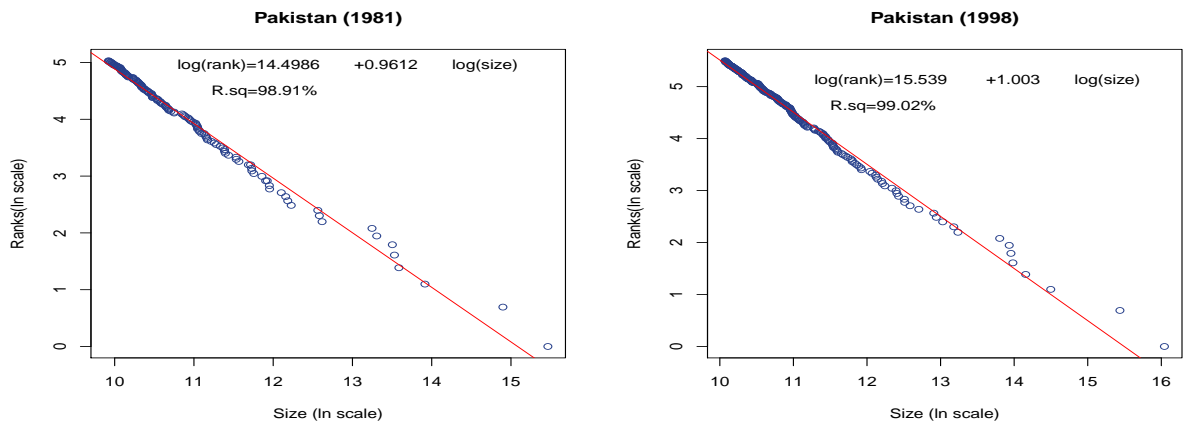 Pakistan (1981)
log(rank)=14.4986 +0.9612 log(size)
R.sq=98.91%
Ranks(ln scale)
5
4
3
2
1
0
10 11 12 13 14 15
Size (ln scale)
Pakistan (1998)
log(rank)=15.539 +1.003 log(size)
R.sq=99.02%
Ranks(ln scale)
5
4
3
2
1
0
10 11 12 13 14 15 16
Size (ln scale)